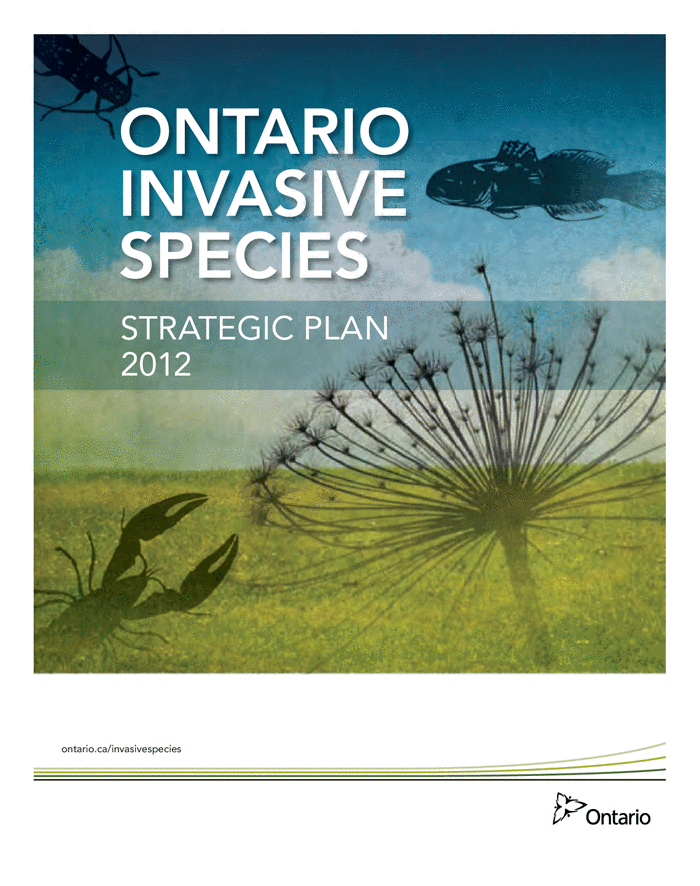 ONTARIO
INVASIVE
SPECIES
STRATEGIC PLAN
2012
ontario.ca/invasivespecies
Ontario